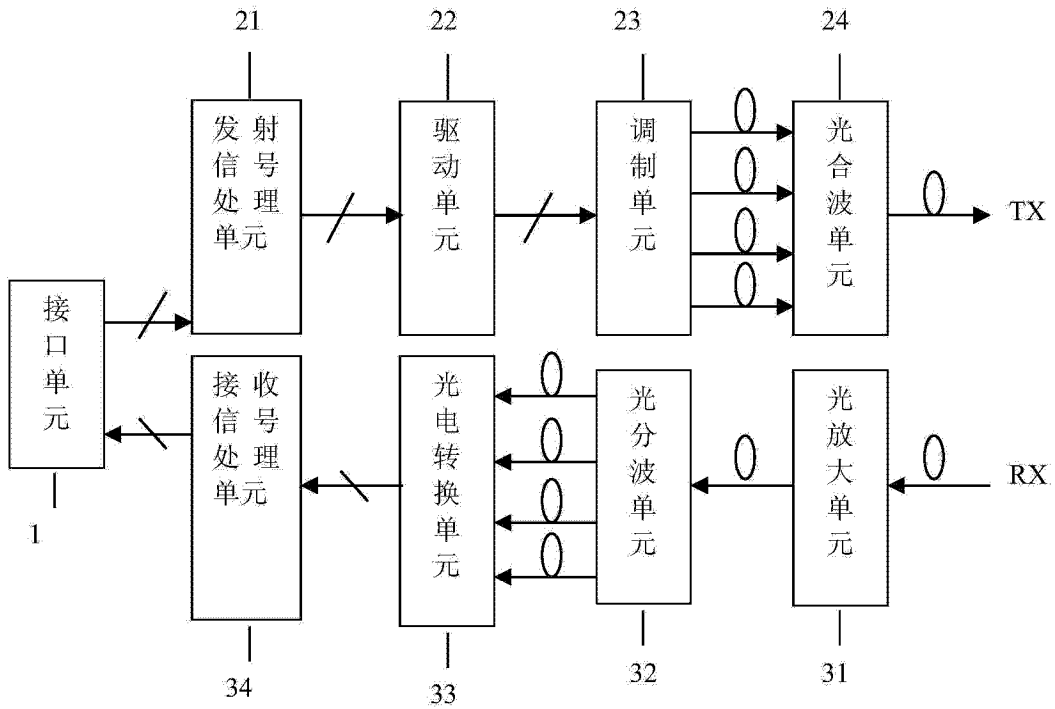 21
22
23
24
发射
信号
处理
单元
驱动单元
调制单元
光合波单元
TX
接口单元
1
接收
信号
处理
单元
光电转换单元
光分波单元
光放大单元
RX
34
33
32
31